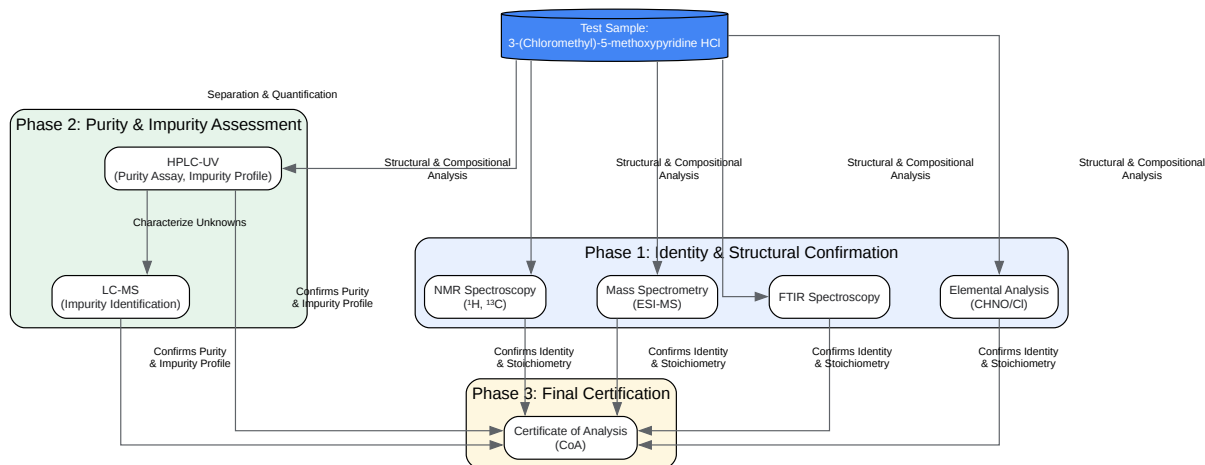 Test Sample:
3-(Chloromethyl)-5-methoxypyridine HCl
Separation & Quantification
Phase 2: Purity & Impurity Assessment
HPLC-UV
(Purity Assay, Impurity Profile)
Structural & Compositional
Analysis
Structural & Compositional
Analysis
Structural & Compositional
Analysis
Structural & Compositional
Analysis
Characterize Unknowns
Phase 1: Identity & Structural Confirmation
LC-MS
(Impurity Identification)
Confirms Purity
& Impurity Profile
NMR Spectroscopy
(¹H, ¹³C)
Mass Spectrometry
(ESI-MS)
FTIR Spectroscopy
Elemental Analysis
(CHNO/Cl)
Confirms Purity
& Impurity Profile
Confirms Identity
& Stoichiometry
Confirms Identity
& Stoichiometry
Confirms Identity
& Stoichiometry
Confirms Identity
& Stoichiometry
Phase 3: Final Certification
Certificate of Analysis
(CoA)